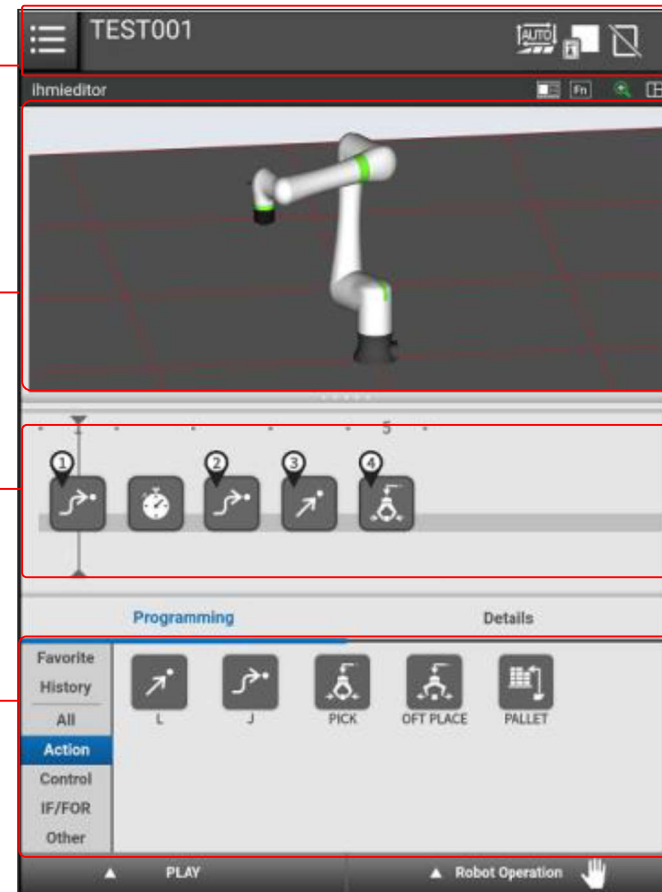 TEST001
AUTO
ihmieditor
Fn
1 5
1 2 3 4
Programming Details
Favorite
History
All
Action
Control
IF/FOR
Other
L J PICK OFT PLACE PALLET
PLAY Robot Operation